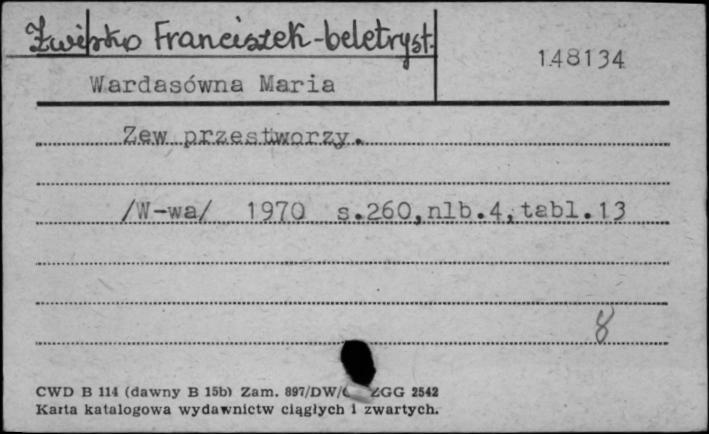 Żwirko Franciszek-beletryst.
148134
Wardasówna Maria
Zew przestworzy.
/W-wa/ 1970 s.260,nlb.4,tabl.13
8
CWD B 114 (dawny B 15b) Zam. 897/DW/ ZGG 2542
Karta katalogowa wydawnictw ciągłych i zwartych.